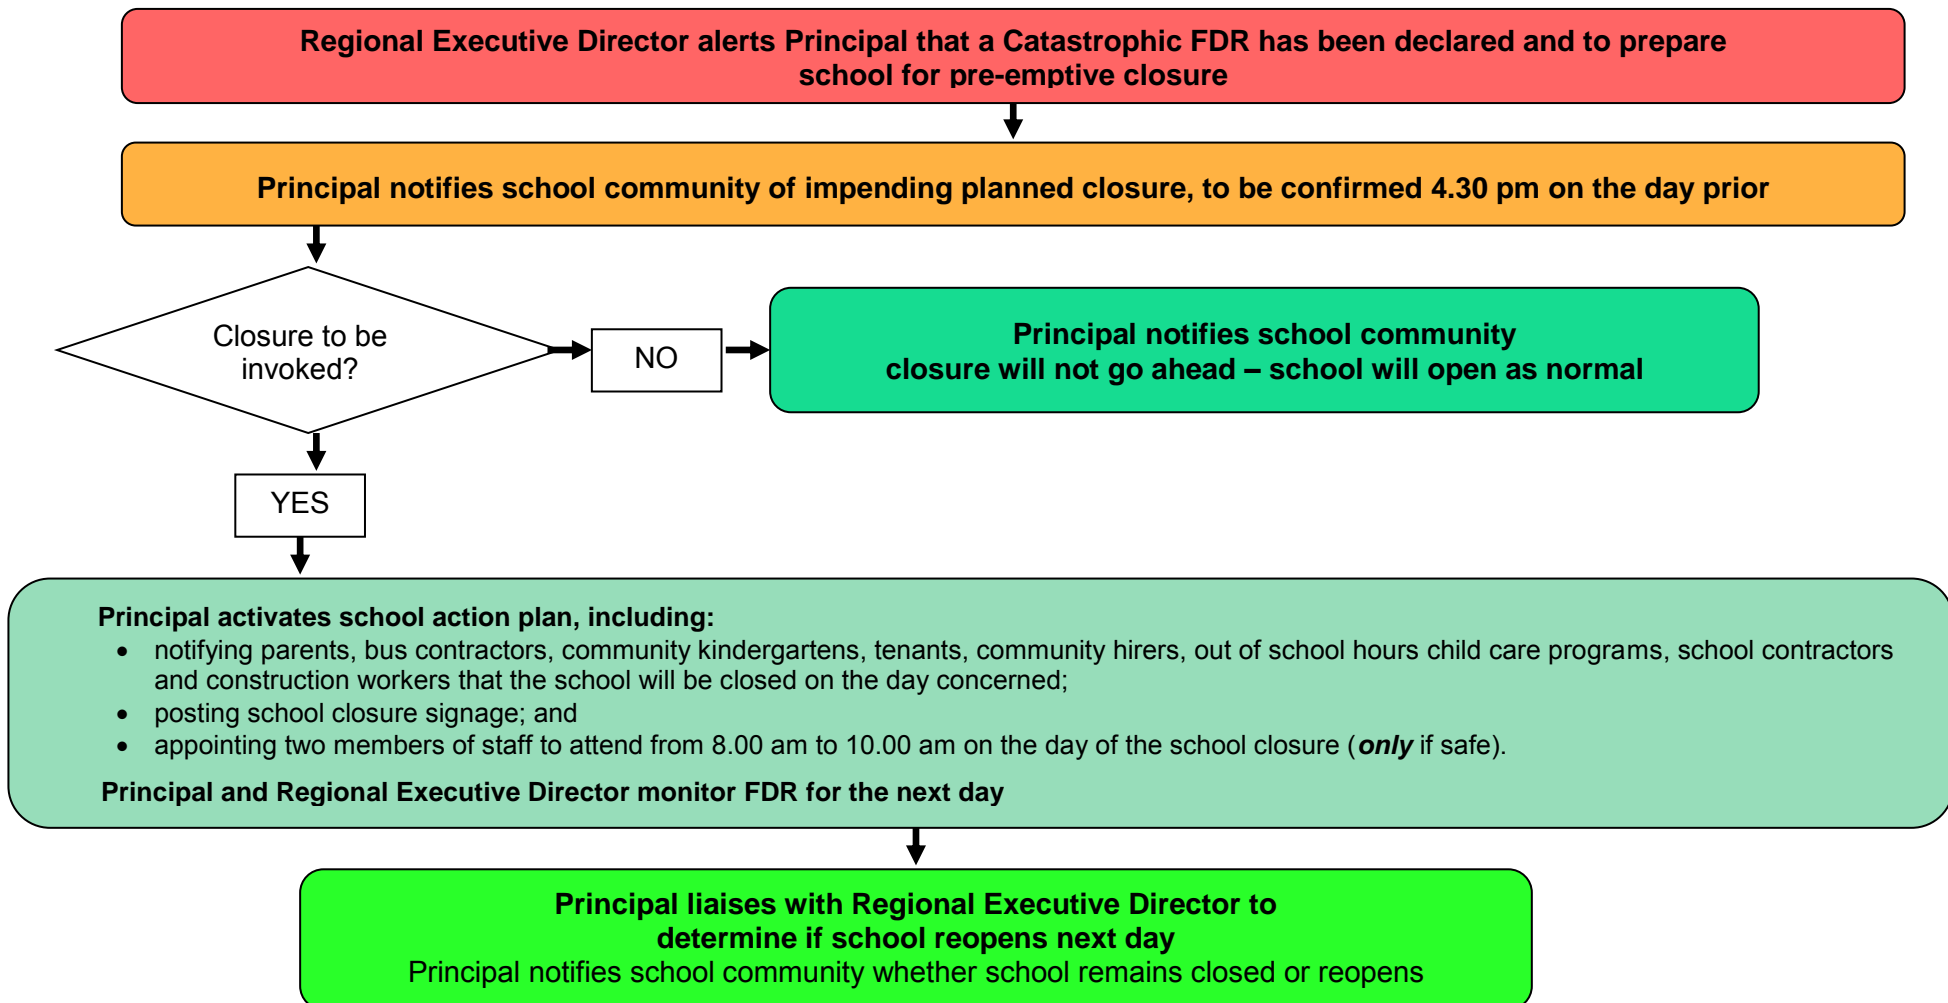 Regional Executive Director alerts Principal that a Catastrophic FDR has been declared and to prepare
school for pre-emptive closure
Principal notifies school community of impending planned closure, to be confirmed 4.30 pm on the day prior
Closure to be
invoked?
NO
Principal notifies school community
closure will not go ahead – school will open as normal
YES
Principal activates school action plan, including:
• notifying parents, bus contractors, community kindergartens, tenants, community hirers, out of school hours child care programs, school contractors
and construction workers that the school will be closed on the day concerned;
• posting school closure signage; and
• appointing two members of staff to attend from 8.00 am to 10.00 am on the day of the school closure (only if safe).
Principal and Regional Executive Director monitor FDR for the next day
Principal liaises with Regional Executive Director to
determine if school reopens next day
Principal notifies school community whether school remains closed or reopens